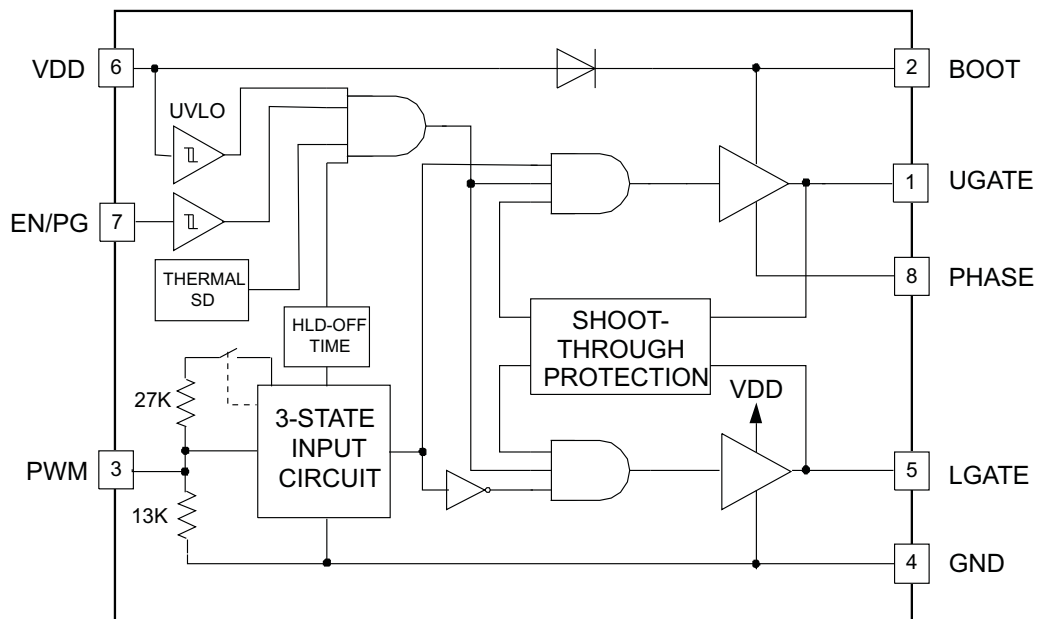 VDD
6
2
BOOT
UVLO
1
UGATE
EN/PG
7
THERMAL
SD
8
PHASE
HLD-OFF
TIME
SHOOT-
THROUGH
PROTECTION
27K
VDD
3-STATE
INPUT
CIRCUIT
PWM
3
5
LGATE
13K
4
GND